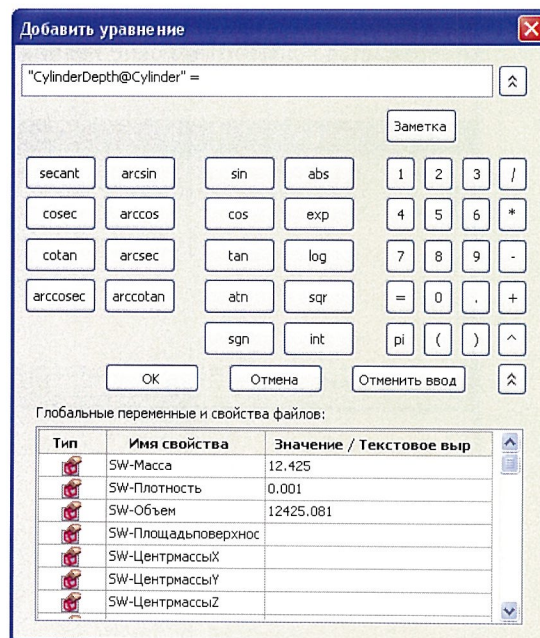 Добавить уравнение
"CylinderDepth@Cylinder" =
Заметка
secant arcsin sin abs 1 2 3 /
cosec arccos cos exp 4 5 6 *
cotan arcsec tan log 7 8 9 -
arccosec arccotan atn sqr = 0 . +
sgn int pi ( ) ^
OK Отмена Отменить ввод
Глобальные переменные и свойства файлов:
Тип Имя свойства Значение / Текстовое выр
SW-Масса 12.425
SW-Плотность 0.001
SW-Объем 12425.081
SW-Площадьповерхнос
SW-ЦентрмассыX
SW-ЦентрмассыY
SW-ЦентрмассыZ